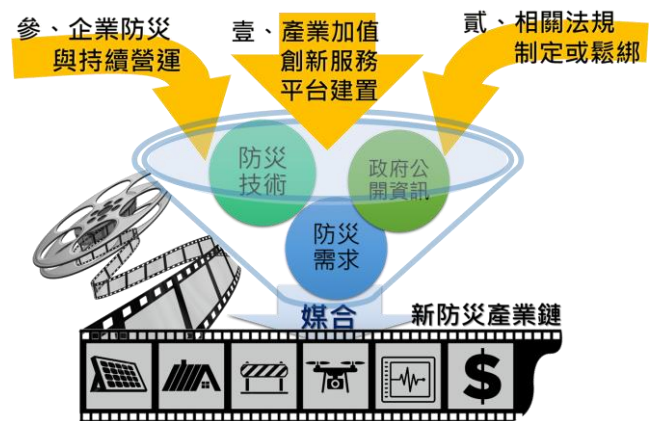 參、企業防災
與持續營運
壹、產業加值
創新服務
平台建置
貳、相關法規
制定或鬆綁
防災
技術
政府公
開資訊
防災
需求
媒合
新防災產業鏈
$